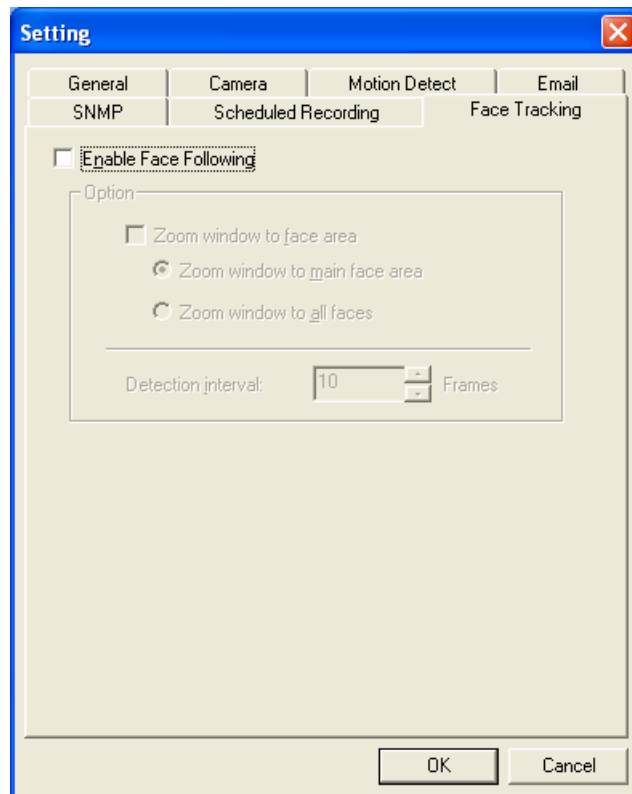 Setting
General Camera Motion Detect Email
SNMP Scheduled Recording Face Tracking
Enable Face Following
Option
Zoom window to face area
Zoom window to main face area
Zoom window to all faces
Detection interval: 10 Frames
OK Cancel